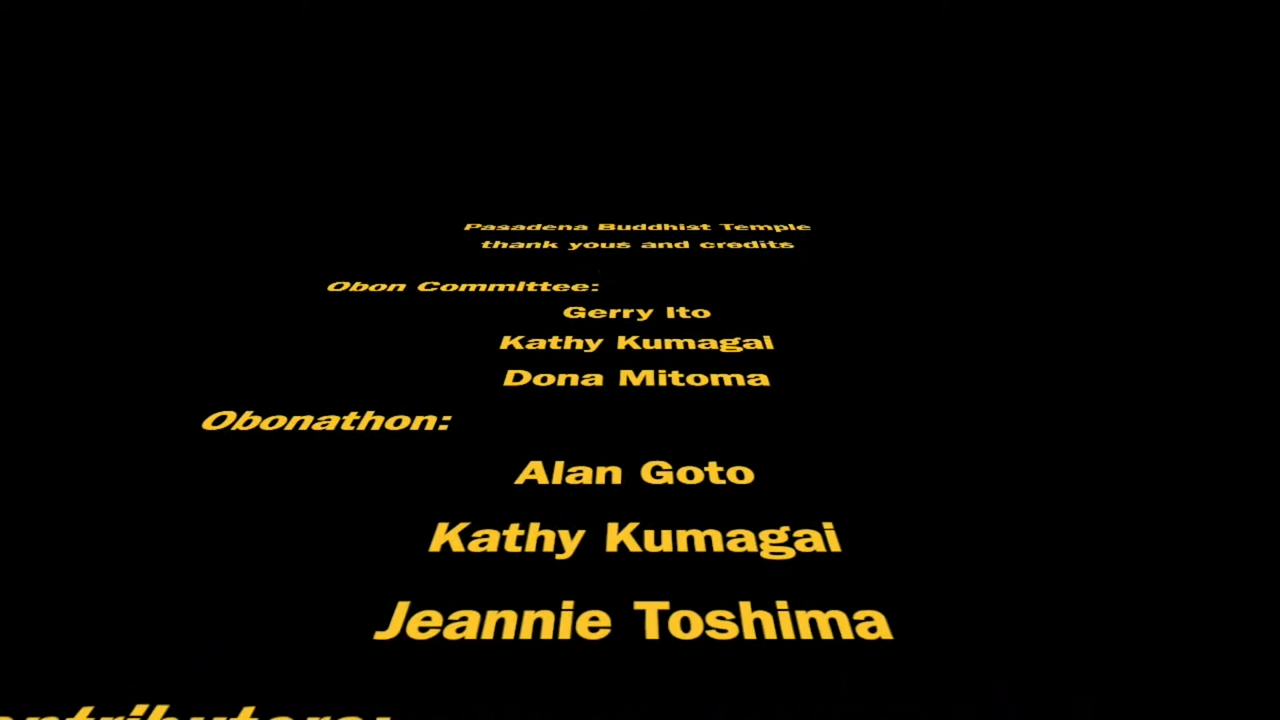 Pasadena Buddhist Temple
thank yous and credits
Obon Committee:
Gerry Ito
Kathy Kumagai
Dona Mitoma
Obonathon:
Alan Goto
Kathy Kumagai
Jeannie Toshima